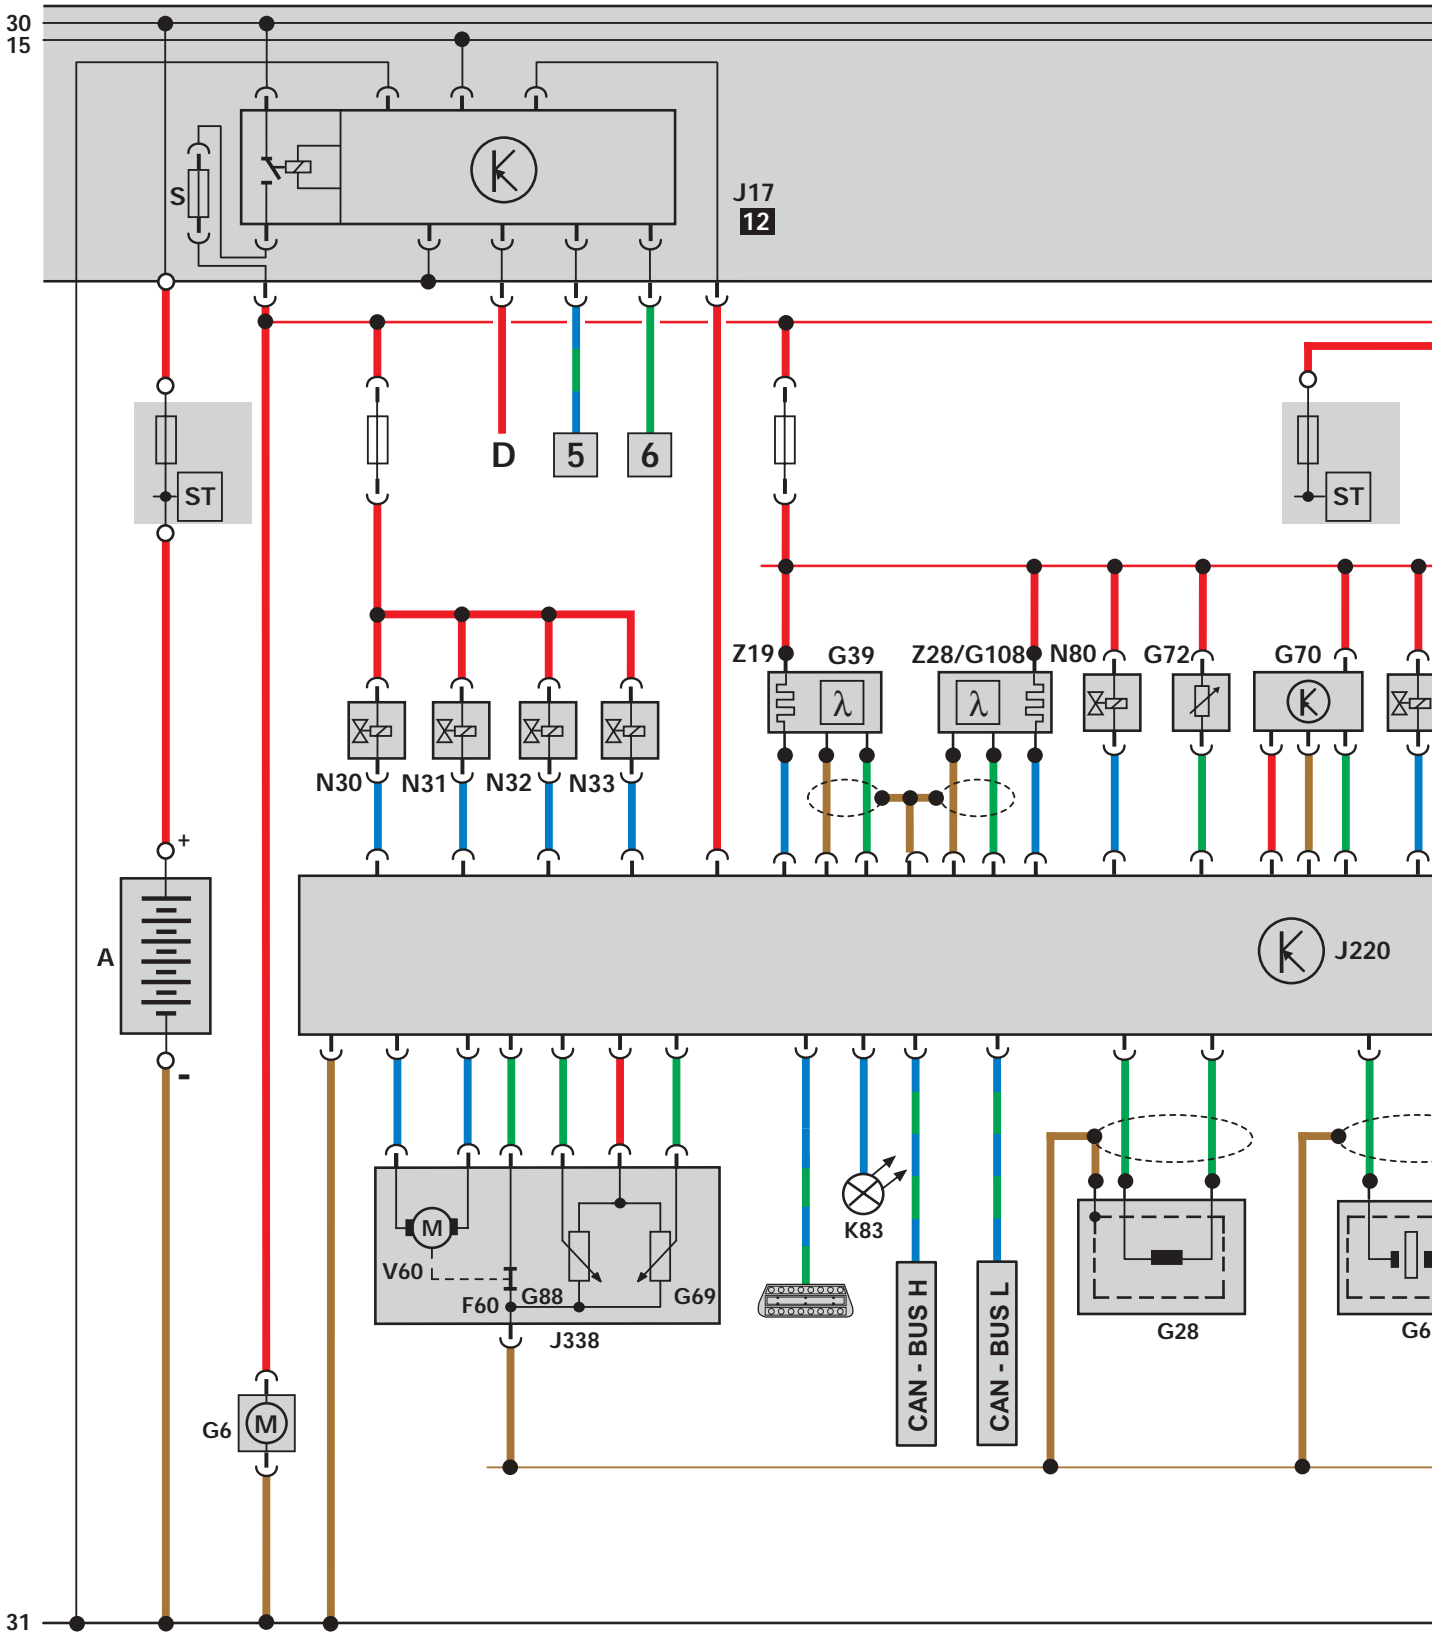 30
15
S
J17
12
D
5
6
ST
ST
Z19
G39
Z28/G108
N80
G72
G70
λ
λ
N30
N31
N32
N33
+
A
J220
-
M
V60
K83
F60
G88
G69
J338
CAN - BUS H
CAN - BUS L
G28
G6
G6
M
31